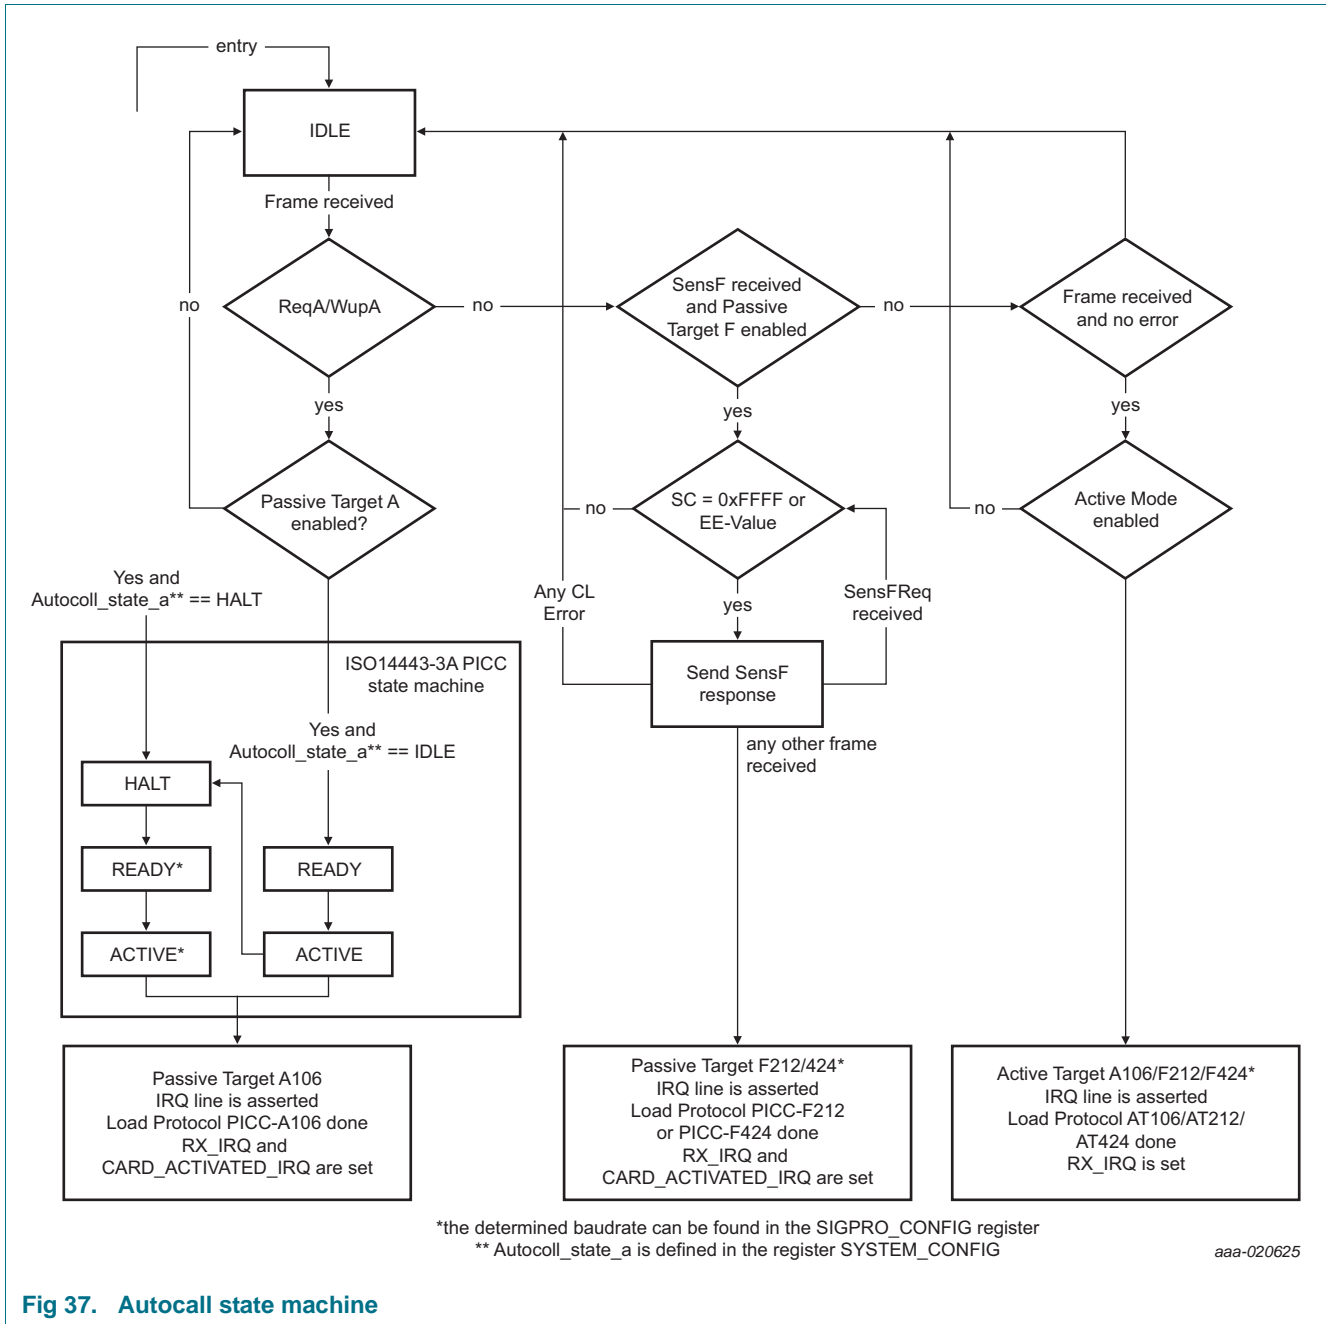 entry
IDLE
Frame received
ReqA/WupA
no
no
SensF received
and Passive
Target F enabled
no
Frame received
and no error
yes
yes
yes
Passive Target A
enabled?
SC = 0xFFFF or
EE-Value
no
Active Mode
enabled
no
Yes and
Autocoll_state_a** == HALT
Any CL
Error
yes
SensFReq
received
ISO14443-3A PICC
state machine
Send SensF
response
Yes and
Autocoll_state_a** == IDLE
any other frame
received
HALT
READY*
READY
ACTIVE*
ACTIVE
Passive Target A106
IRQ line is asserted
Load Protocol PICC-A106 done
RX_IRQ and
CARD_ACTIVATED_IRQ are set
Passive Target F212/424*
IRQ line is asserted
Load Protocol PICC-F212
or PICC-F424 done
RX_IRQ and
CARD_ACTIVATED_IRQ are set
Active Target A106/F212/F424*
IRQ line is asserted
Load Protocol AT106/AT212/
AT424 done
RX_IRQ is set
*the determined baudrate can be found in the SIGPRO_CONFIG register
** Autocoll_state_a is defined in the register SYSTEM_CONFIG
aaa-020625
Fig 37. Autocall state machine